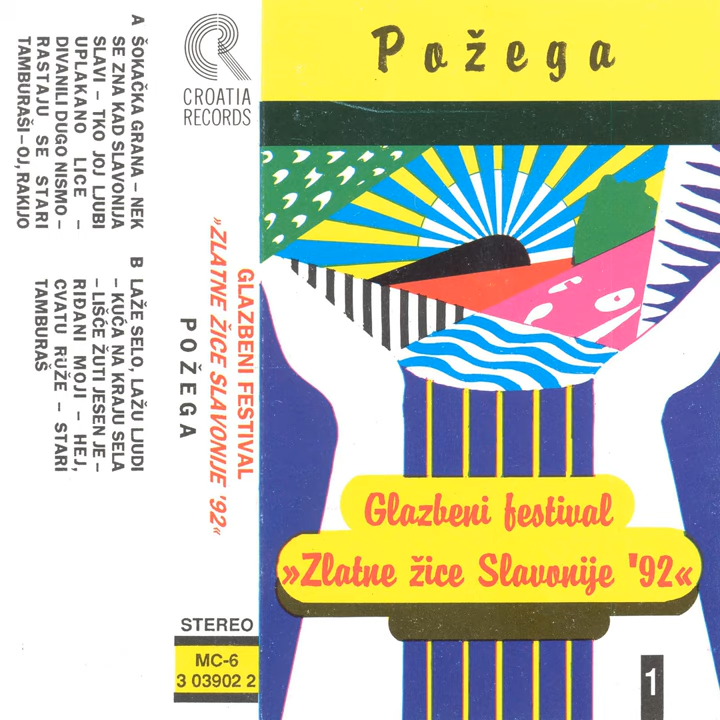 A ŠOKAČKA GRANA – NEK
SE ZNA KAD SLAVONIJA
SLAVI – TKO JOJ LJUBI
UPLAKANO LICE –
DIVANILI DUGO NISMO –
RASTAJU SE STARI
TAMBURAŠI – OJ, RAKIJO
B LAŽE SELO, LAŽU LJUDI
– KUĆA NA KRAJU SELA
– LIŠĆE ŽUTI JESEN JE –
RIĐANI MOJI – HEJ,
CVATU RUŽE – STARI
TAMBURAŠ
CROATIA
RECORDS
GLAZBENI FESTIVAL
»ZLATNE ŽICE SLAVONIJE '92«
POŽEGA
STEREO
MC-6
3 03902 2
Požega
Glazbeni festival
»Zlatne žice Slavonije '92«
1